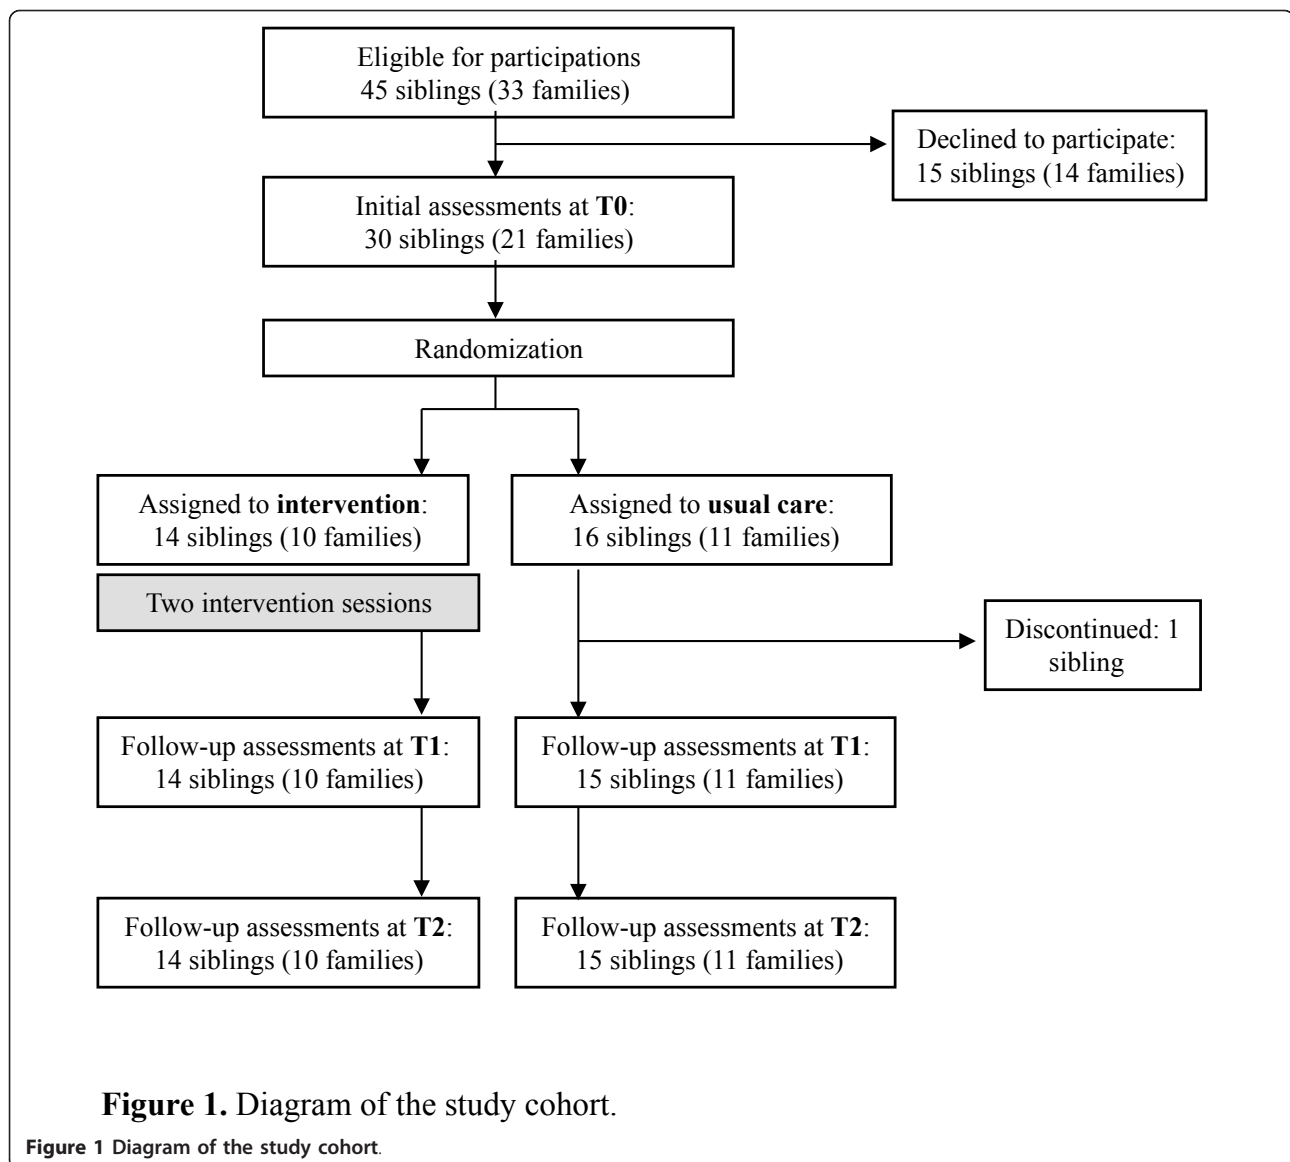 Eligible for participations
45 siblings (33 families)
Declined to participate:
15 siblings (14 families)
Initial assessments at T0:
30 siblings (21 families)
Randomization
Assigned to intervention:
14 siblings (10 families)
Assigned to usual care:
16 siblings (11 families)
Two intervention sessions
Discontinued: 1
sibling
Follow-up assessments at T1:
14 siblings (10 families)
Follow-up assessments at T1:
15 siblings (11 families)
Follow-up assessments at T2:
14 siblings (10 families)
Follow-up assessments at T2:
15 siblings (11 families)
Figure 1. Diagram of the study cohort.
Figure 1 Diagram of the study cohort.